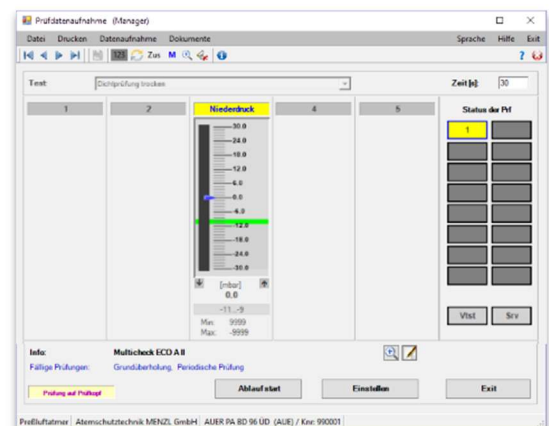 Prüfdatenaufnahme (Manager)
Datei Drucken Datenaufnahme Dokumente Sprache Hilfe Exit
123 Zus M ?
Test: Dichtprüfung trocken Zeit [s]: 30
1 2 Niederdruck 4 5 Status der Prf
1
30.0
24.0
18.0
12.0
6.0
0.0
-6.0
-12.0
-18.0
-24.0
-30.0
[mbar]
0,0
-11..-9
Min: 9999
Max: -9999
Vtst Srv
Info: Multicheck ECO A II
Fällige Prüfungen: Grundüberholung, Periodische Prüfung
Prüfung auf Prüfkopf Ablaufstart Einstellen Exit
Preßluftatmer Atemschutztechnik MENZL GmbH AUER PA BD 96 ÜD (AUE) / Knr: 990001